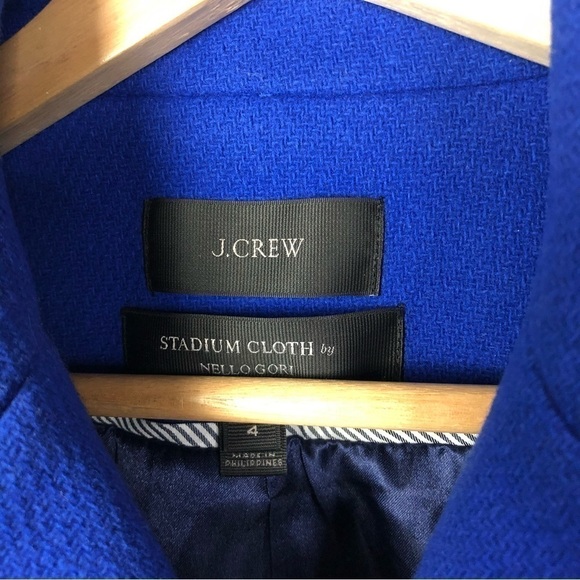 J.CREW
STADIUM CLOTH by
NELLO GORI
4
MADE IN
PHILIPPINES